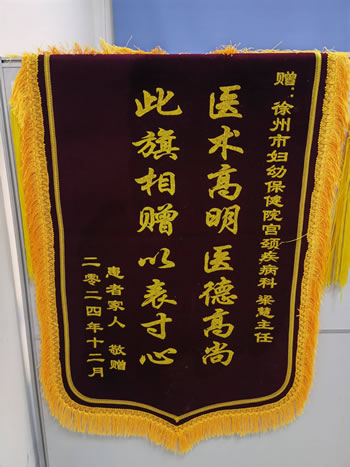 赠：徐州市妇幼保健院宫颈疾病科 梁慧主任
医术高明 医德高尚
此旗相赠 以表寸心
患者家人 敬赠
二零二四年十二月